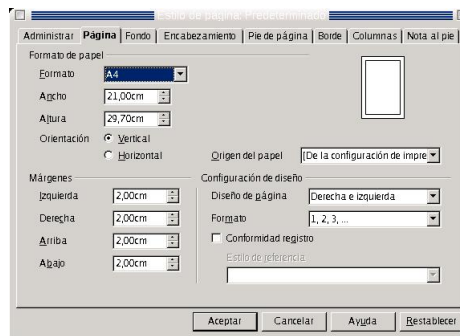 Estilo de página: Predeterminado
Administrar Página Fondo Encabezamiento Pie de página Borde Columnas Nota al pie
Formato de papel
Formato A4
Ancho 21,00cm
Altura 29,70cm
Orientación Vertical
Horizontal
Origen del papel [De la configuración de impre
Márgenes
Izquierda 2,00cm
Derecha 2,00cm
Arriba 2,00cm
Abajo 2,00cm
Configuración de diseño
Diseño de página Derecha e izquierda
Formato 1, 2, 3, ...
Conformidad registro
Estilo de referencia
Aceptar Cancelar Ayuda Restablecer